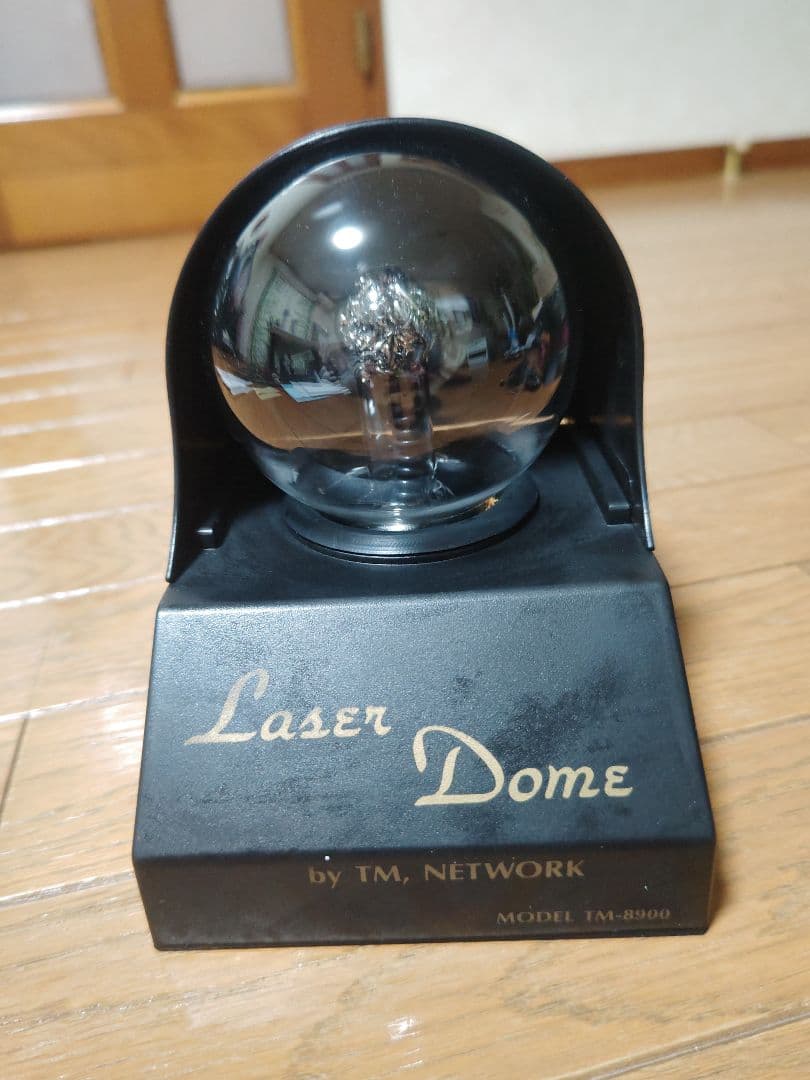 Laser
Dome
by TM, NETWORK
MODEL TM-8900